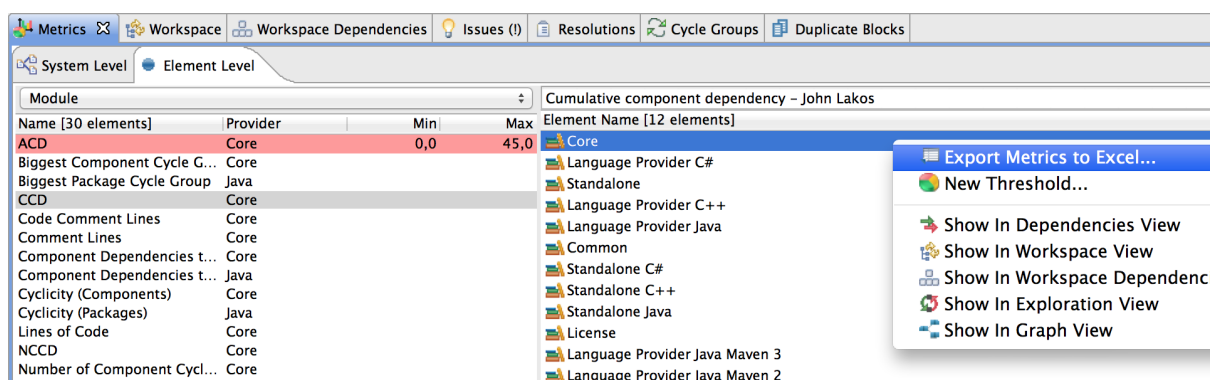 Metrics Workspace Workspace Dependencies Issues (!) Resolutions Cycle Groups Duplicate Blocks
System Level Element Level
Module
Name [30 elements] Provider Min Max
ACD Core 0,0 45,0
Biggest Component Cycle G... Core
Biggest Package Cycle Group Java
CCD Core
Code Comment Lines Core
Comment Lines Core
Component Dependencies t... Core
Component Dependencies t... Java
Cyclicity (Components) Core
Cyclicity (Packages) Java
Lines of Code Core
NCCD Core
Number of Component Cycl... Core
Cumulative component dependency – John Lakos
Element Name [12 elements]
Core
Language Provider C#
Standalone
Language Provider C++
Language Provider Java
Common
Standalone C#
Standalone C++
Standalone Java
License
Language Provider Java Maven 3
Language Provider Java Maven 2
Export Metrics to Excel...
New Threshold...
Show In Dependencies View
Show In Workspace View
Show In Workspace Dependenc
Show In Exploration View
Show In Graph View